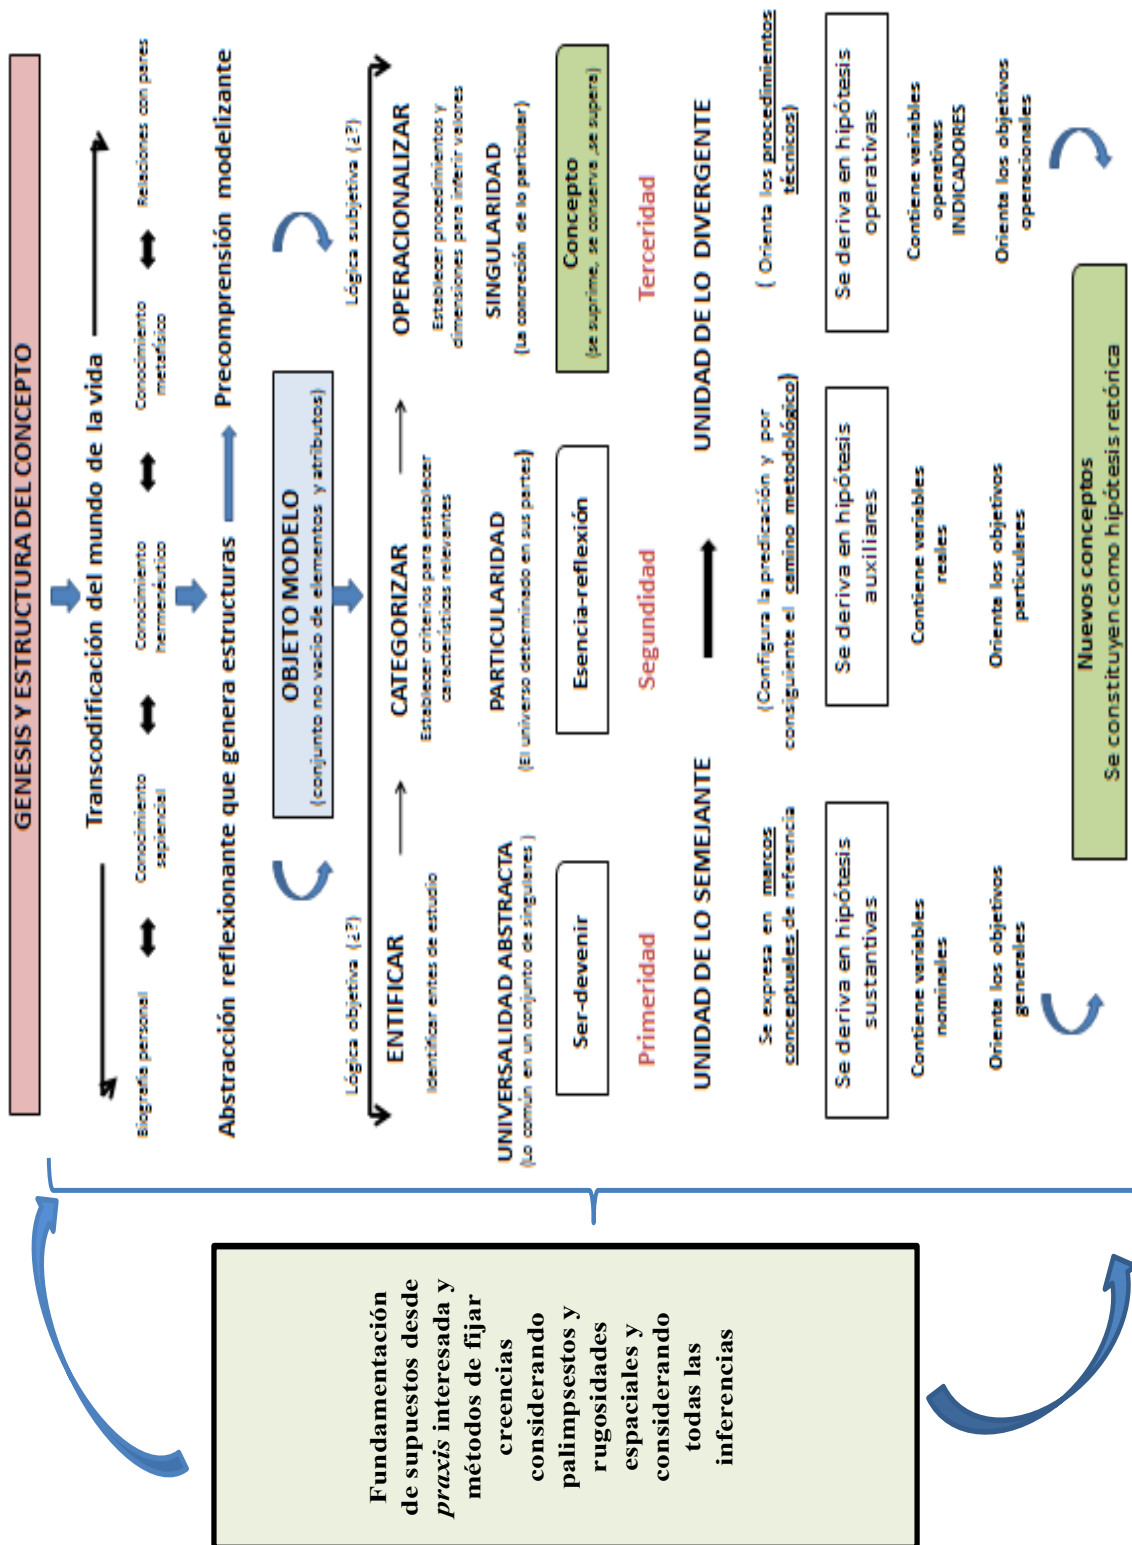 Fundamentación
de supuestos desde
praxis interesada y
métodos de fijar
creencias
considerando
palimpsestos y
rugosidades
espaciales y
considerando
todas las
inferencias
GENESIS Y ESTRUCTURA DEL CONCEPTO
Transcodificación del mundo de la vida
Biografía personal
Conocimiento
sapiencial
Conocimiento
hermenéutico
Conocimiento
metafísico
Relaciones con pares
Abstracción reflexionante que genera estructuras
Precomprensión modelizante
OBJETO MODELO
(conjunto no vacío de elementos y atributos)
Lógica objetiva (¿?)
Lógica subjetiva (¿?)
ENTIFICAR
Identificar entes de estudio
CATEGORIZAR
Establecer criterios para establecer
características relevantes
OPERACIONALIZAR
Establecer procedimientos y
dimensiones para inferir valores
UNIVERSALIDAD ABSTRACTA
(Lo común en un conjunto de singulares )
PARTICULARIDAD
(El universo determinado en sus partes)
SINGULARIDAD
(La concreción de lo particular)
Ser-devenir
Esencia-reflexión
Concepto
(se suprime, se conserva ,se supera)
Primeridad
Segundidad
Terceridad
UNIDAD DE LO SEMEJANTE
UNIDAD DE LO DIVERGENTE
Se expresa en marcos
conceptuales de referencia
(Configura la predicación y por
consiguiente el camino metodológico)
( Orienta los procedimientos
técnicos)
Se deriva en hipótesis
sustantivas
Se deriva en hipótesis
auxiliares
Se deriva en hipótesis
operativas
Contiene variables
nominales
Contiene variables
reales
Contiene variables
operativas
INDICADORES
Orienta los objetivos
generales
Orienta los objetivos
particulares
Orienta los objetivos
operacionales
Nuevos conceptos
Se constituyen como hipótesis retórica